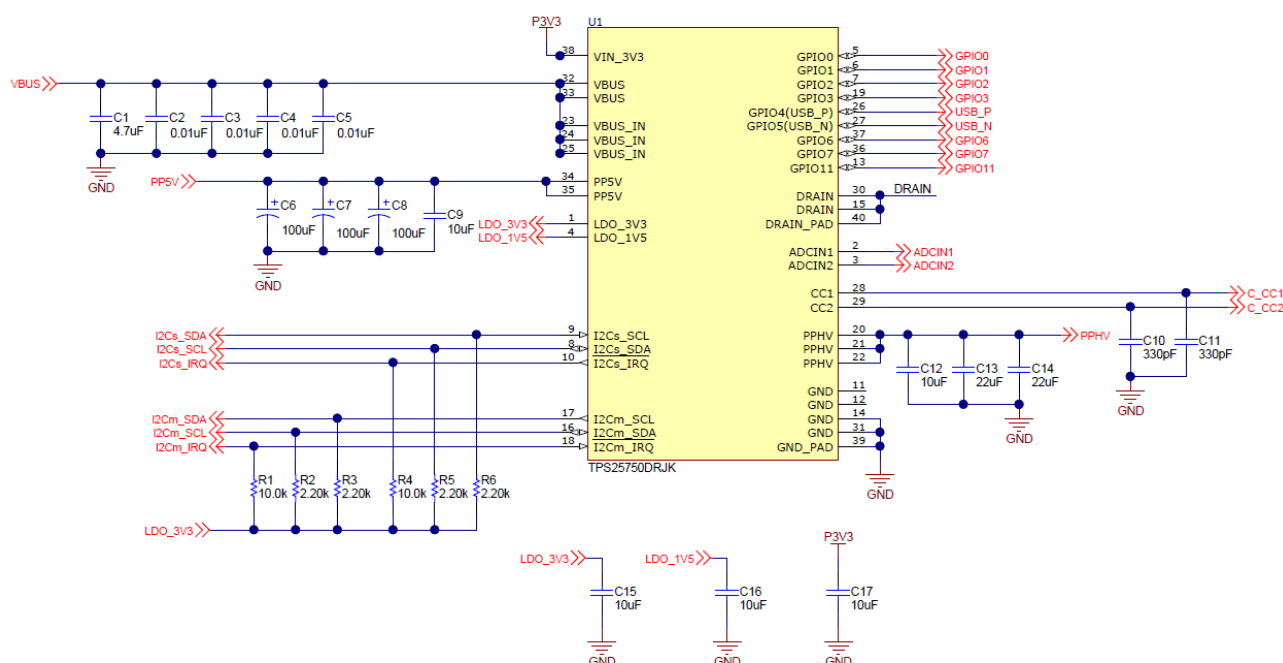 P3V3
U1
38 VIN_3V3
VBUS
32 VBUS
33 VBUS
23 VBUS_IN
24 VBUS_IN
25 VBUS_IN
C1 4.7uF
C2 0.01uF
C3 0.01uF
C4 0.01uF
C5 0.01uF
GND
PP5V
34 PP5V
35 PP5V
C6 100uF
C7 100uF
C8 100uF
C9 10uF
GND
LDO_3V3 1 LDO_3V3
LDO_1V5 4 LDO_1V5
I2Cs_SDA 9 I2Cs_SCL
I2Cs_SCL 8 I2Cs_SDA
I2Cs_IRQ 10 I2Cs_IRQ
I2Cm_SDA 17 I2Cm_SCL
I2Cm_SCL 16 I2Cm_SDA
I2Cm_IRQ 18 I2Cm_IRQ
R1 10.0k
R2 2.20k
R3 2.20k
R4 10.0k
R5 2.20k
R6 2.20k
LDO_3V3
TPS25750DRJK
GPIO0 5 GPIO0
GPIO1 6 GPIO1
GPIO2 7 GPIO2
GPIO3 19 GPIO3
GPIO4(USB_P) 26 USB_P
GPIO5(USB_N) 27 USB_N
GPIO6 37 GPIO6
GPIO7 36 GPIO7
GPIO11 13 GPIO11
DRAIN 30 DRAIN
DRAIN 15
DRAIN_PAD 40
ADCIN1 2 ADCIN1
ADCIN2 3 ADCIN2
CC1 28 C_CC1
CC2 29 C_CC2
PPHV 20 PPHV
PPHV 21
PPHV 22
C10 330pF
C11 330pF
GND
C12 10uF
C13 22uF
C14 22uF
GND
GND 11
GND 12
GND 14
GND 31
GND_PAD 39
GND
LDO_3V3
C15 10uF
GND
LDO_1V5
C16 10uF
GND
P3V3
C17 10uF
GND